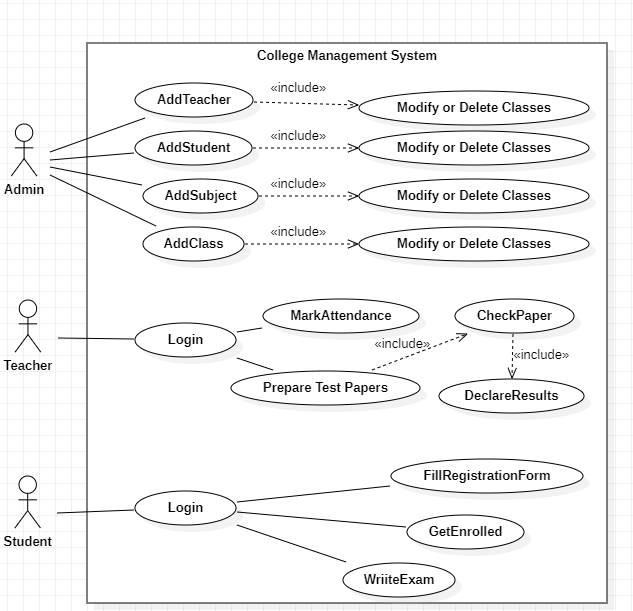 College Management System
AddTeacher
«include»
Modify or Delete Classes
AddStudent
«include»
Modify or Delete Classes
Admin
AddSubject
«include»
Modify or Delete Classes
AddClass
«include»
Modify or Delete Classes
Teacher
Login
MarkAttendance
CheckPaper
«include»
«include»
Prepare Test Papers
DeclareResults
Student
Login
FillRegistrationForm
GetEnrolled
WriiteExam